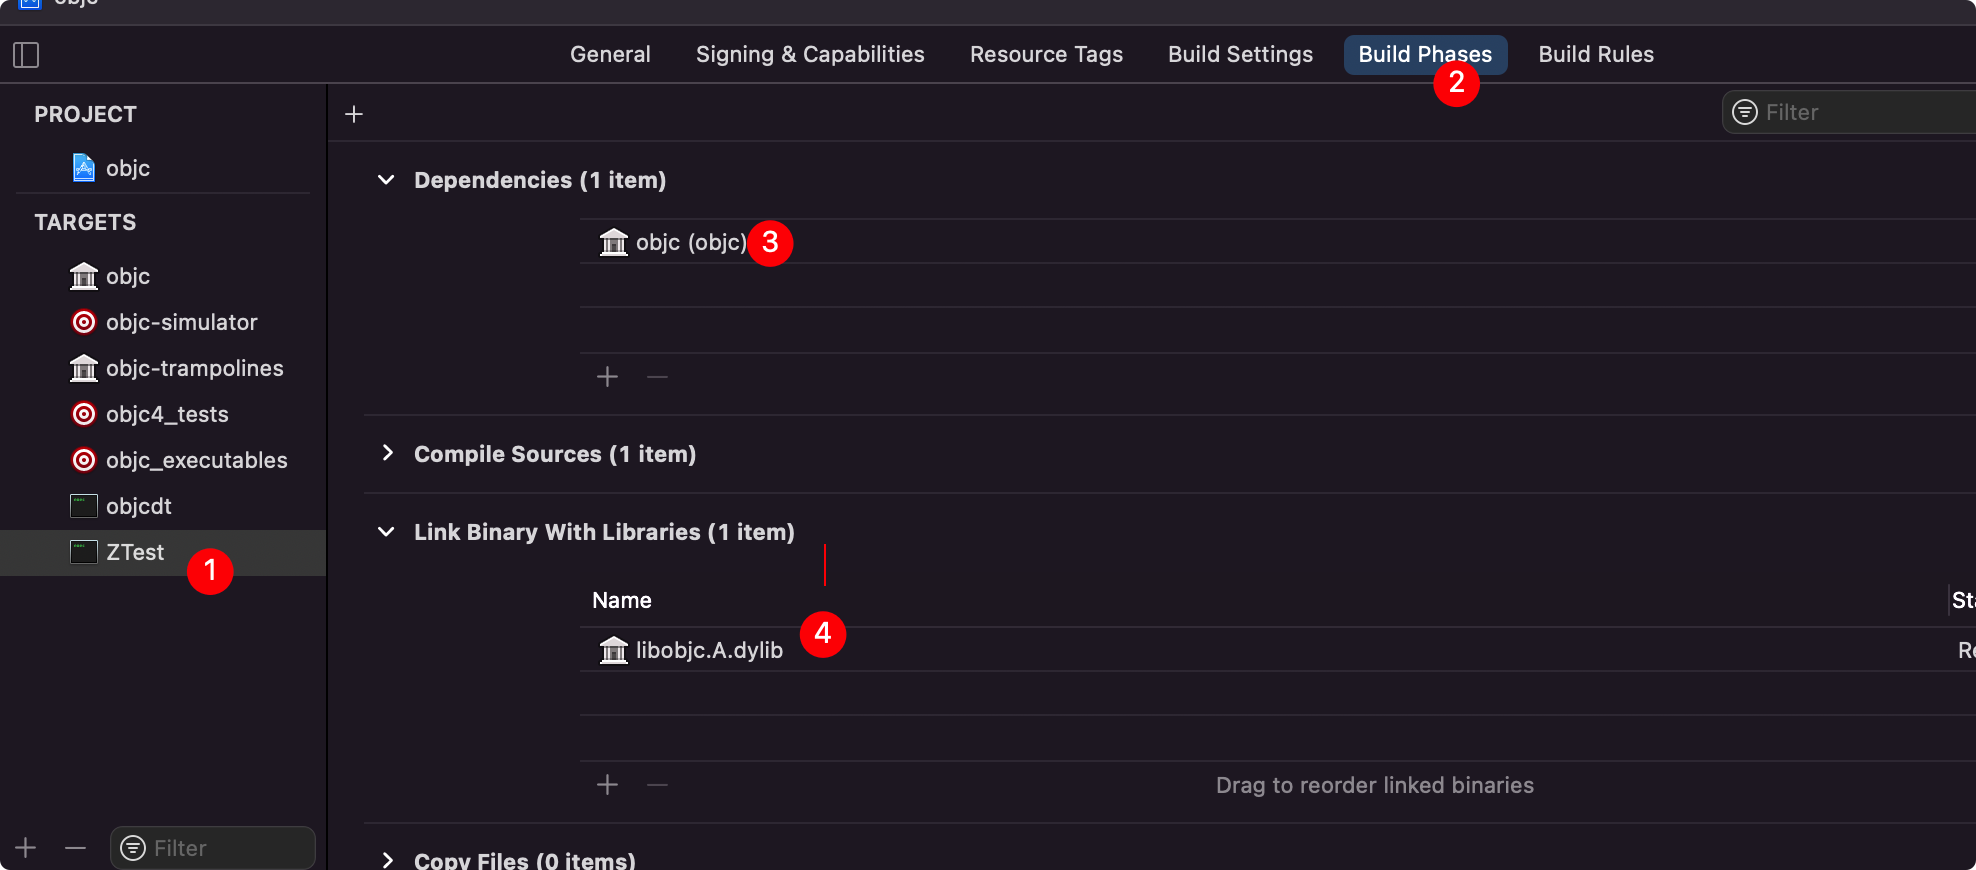 objc
General Signing & Capabilities Resource Tags Build Settings Build Phases Build Rules
2
PROJECT
Filter
objc
Dependencies (1 item)
TARGETS
objc (objc) 3
objc
objc-simulator
objc-trampolines
objc4_tests
Compile Sources (1 item)
objc_executables
objcdt
Link Binary With Libraries (1 item)
ZTest
1
Name
4
libobjc.A.dylib
Drag to reorder linked binaries
Filter
Copy Files (0 items)